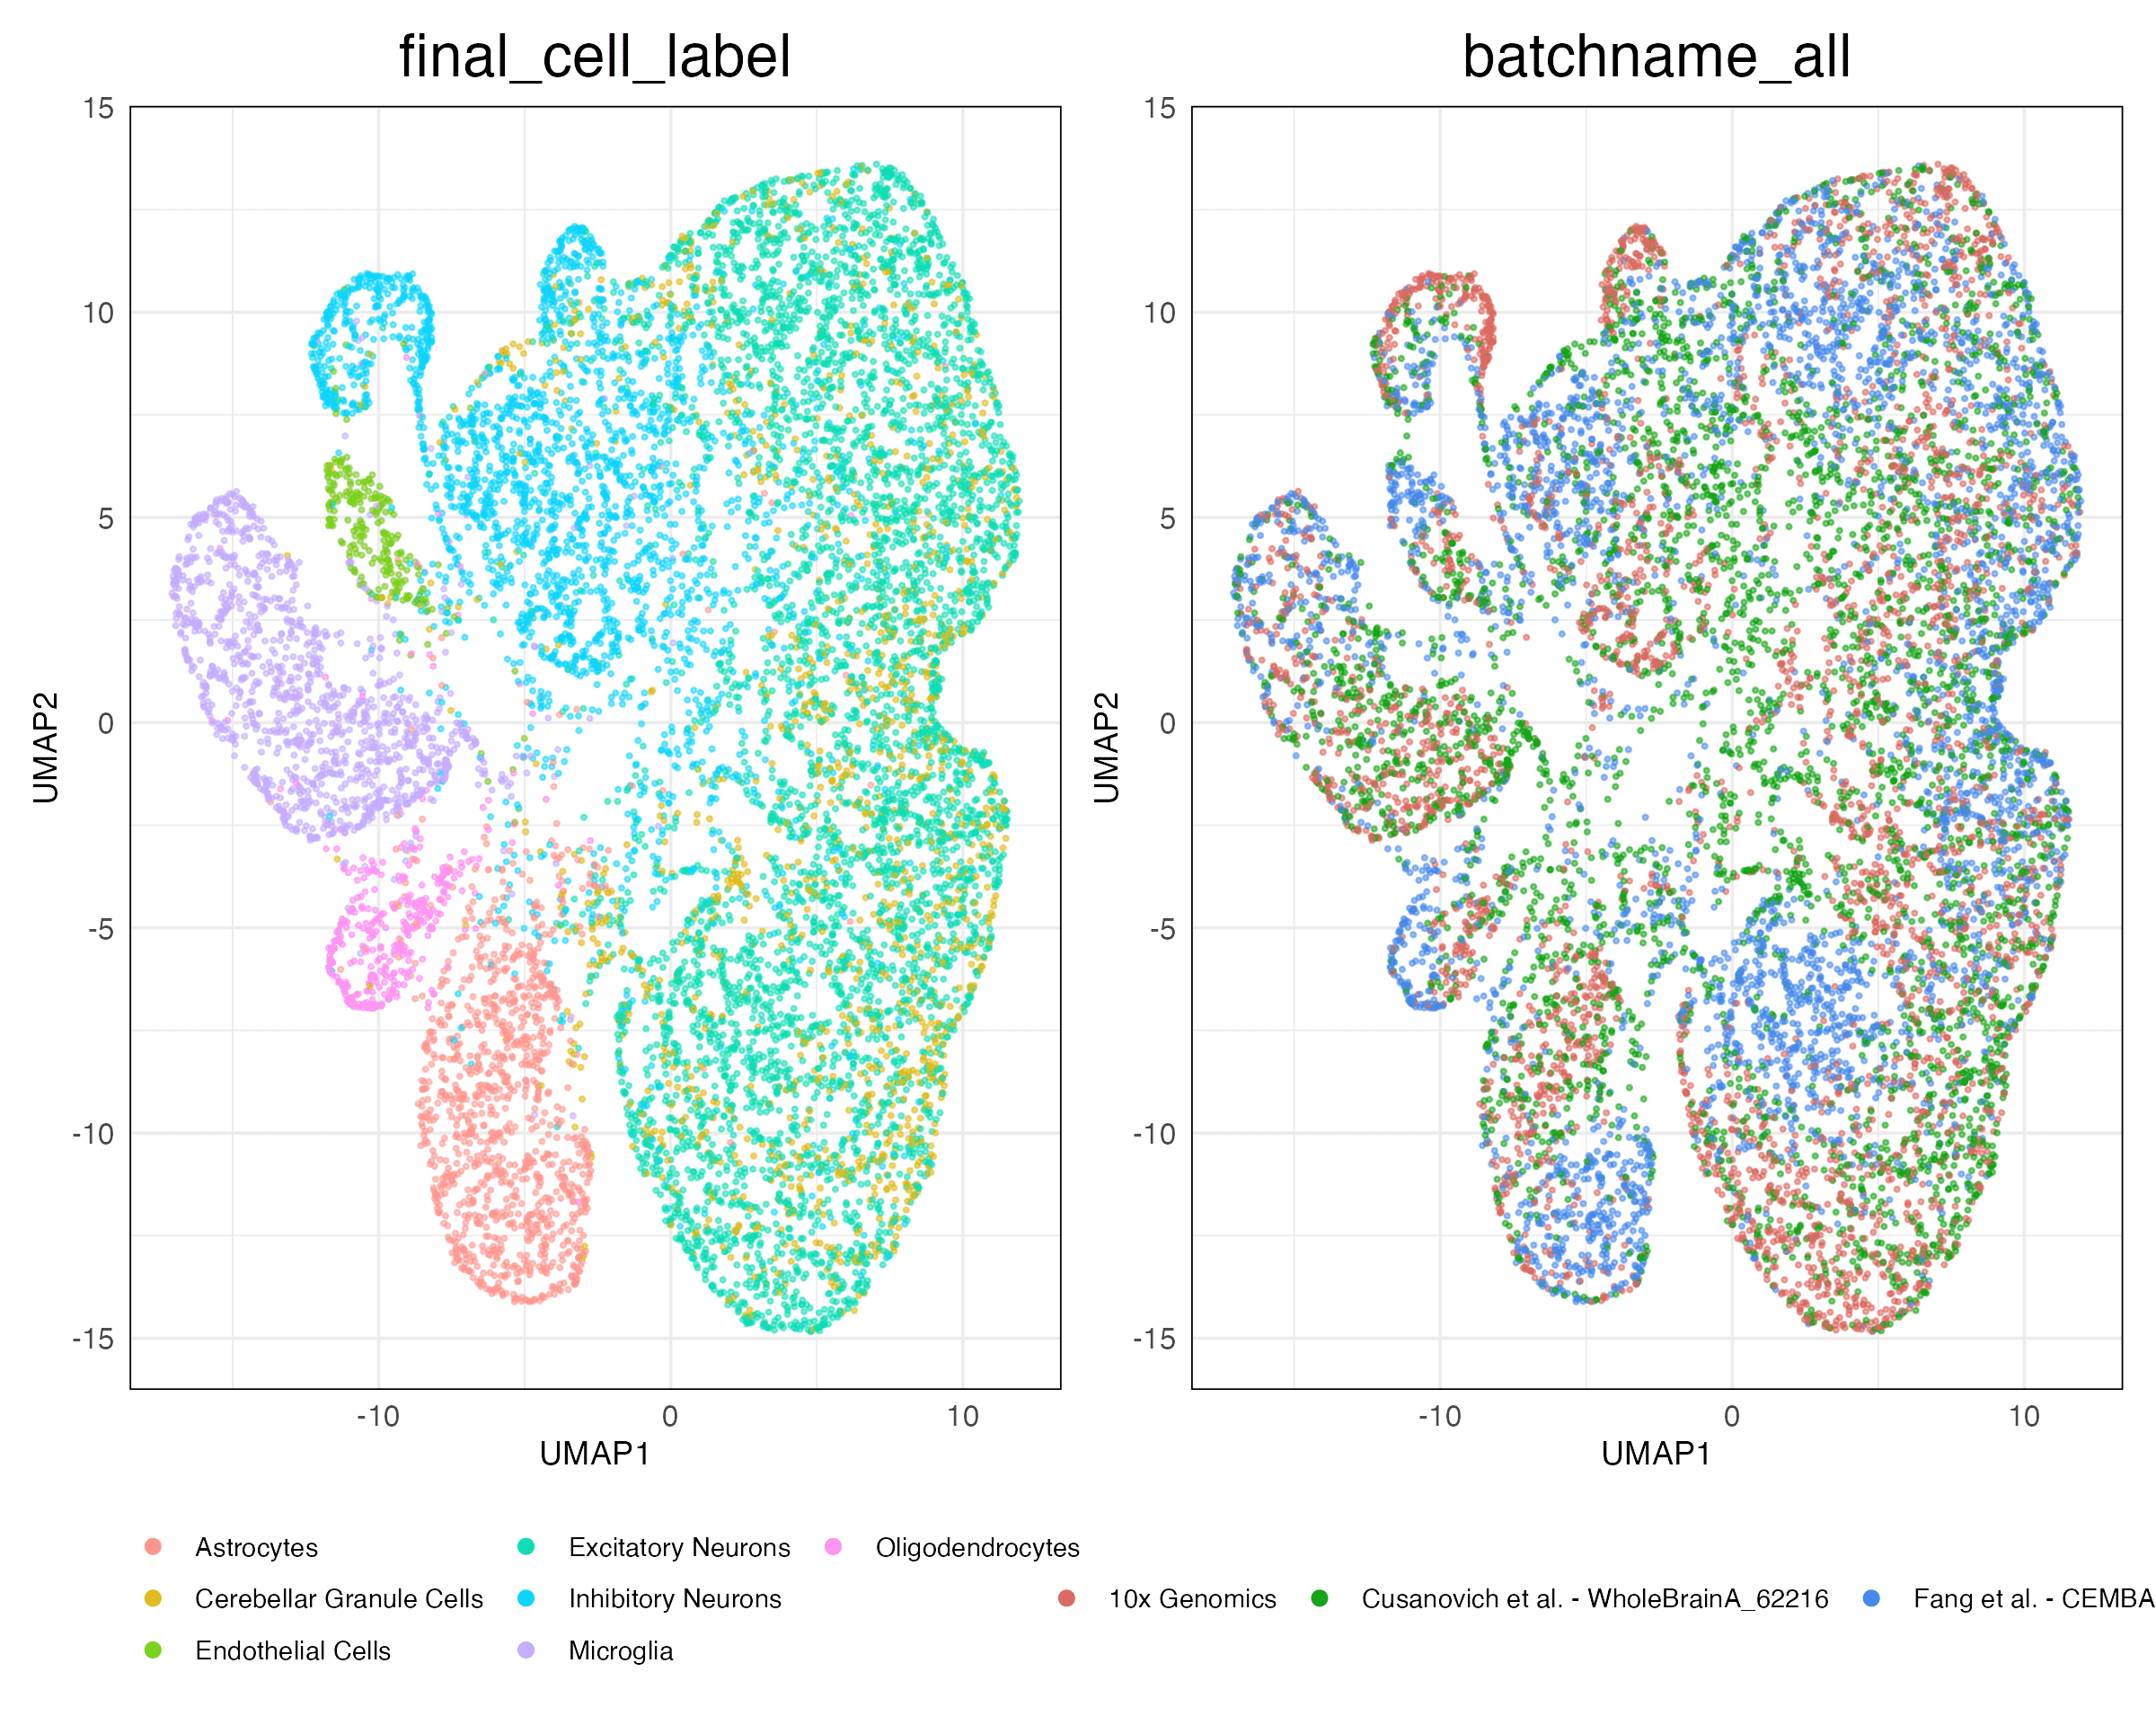 final_cell_label
batchname_all
15
10
5
0
-5
-10
-15
UMAP2
-10
0
10
UMAP1
15
10
5
0
-5
-10
-15
UMAP2
-10
0
10
UMAP1
Astrocytes
Excitatory Neurons
Oligodendrocytes
Cerebellar Granule Cells
Inhibitory Neurons
Endothelial Cells
Microglia
10x Genomics
Cusanovich et al. - WholeBrainA_62216
Fang et al. - CEMBA